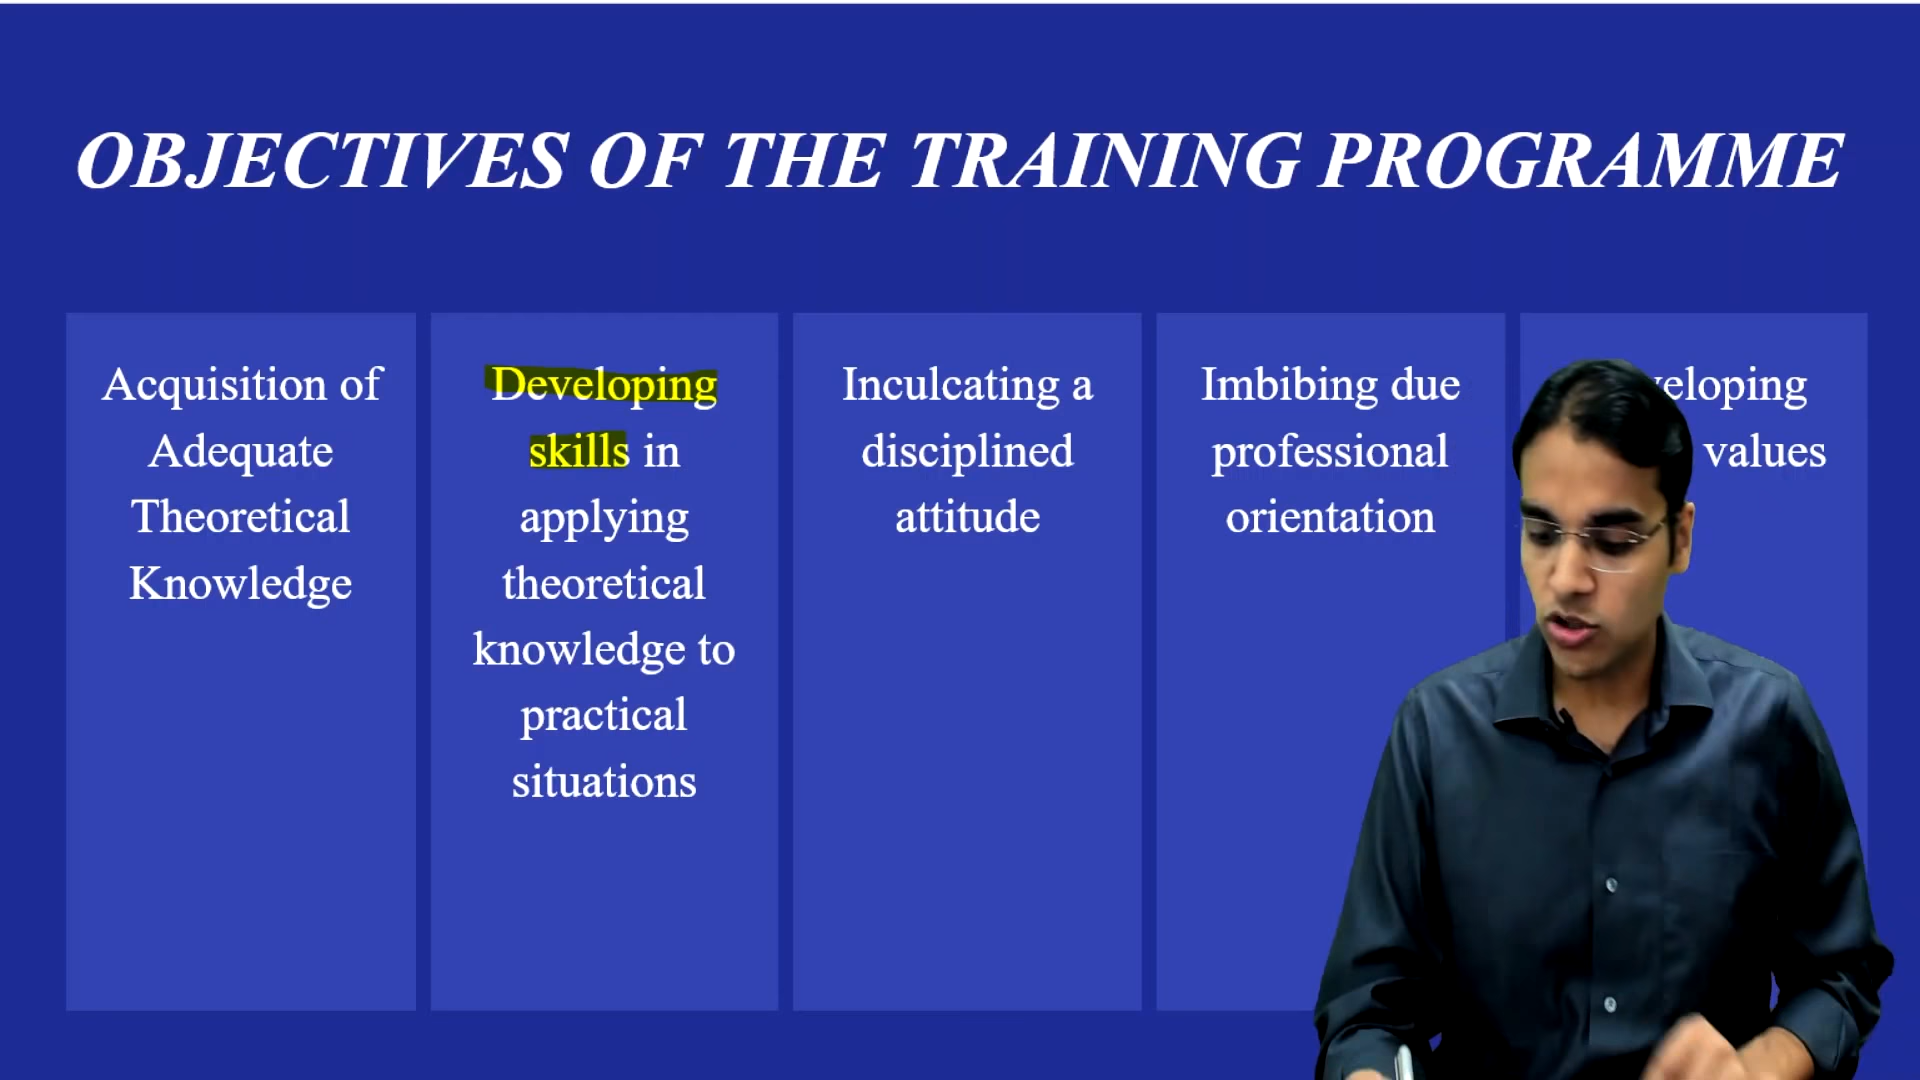 OBJECTIVES OF THE TRAINING PROGRAMME
Acquisition of
Adequate
Theoretical
Knowledge
Developing
skills in
applying
theoretical
knowledge to
practical
situations
Inculcating a
disciplined
attitude
Imbibing due
professional
orientation
values